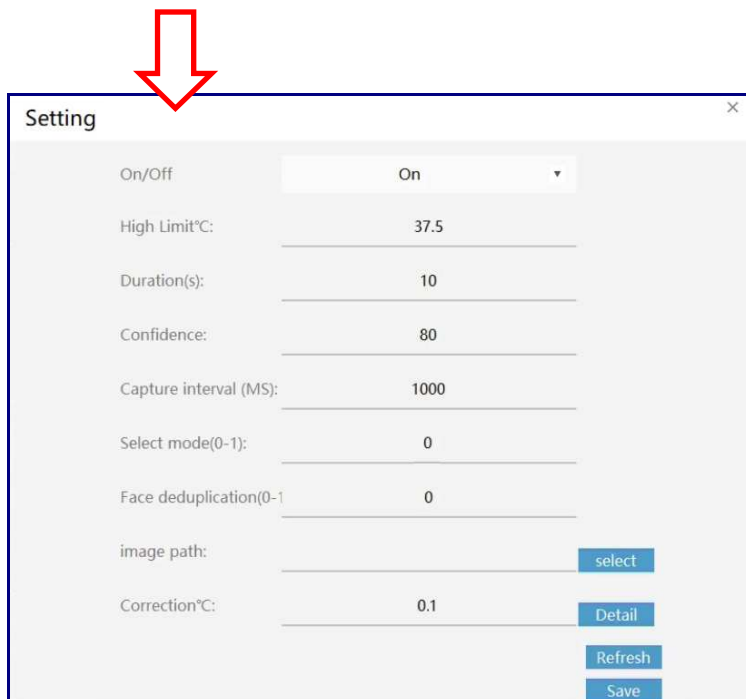 Setting ×
On/Off On ▼
High Limit℃: 37.5
Duration(s): 10
Confidence: 80
Capture interval (MS): 1000
Select mode(0-1): 0
Face deduplication(0-1 0
image path: select
Correction℃: 0.1 Detail
Refresh
Save